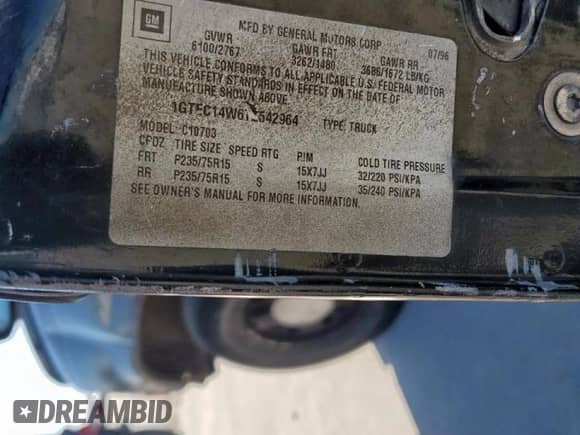 GM
MFD BY GENERAL MOTORS CORP 07/96
GVWR GAWR FRT GAWR RR
6100/2767 3262/1480 3686/1672 LB/KG
THIS VEHICLE CONFORMS TO ALL APPLICABLE U.S. FEDERAL MOTOR
VEHICLE SAFETY STANDARDS IN EFFECT ON THE DATE OF
MANUFACTURE SHOWN ABOVE.
TYPE: TRUCK
MODEL: C10703
CFDZ TIRE SIZE SPEED RTG RIM COLD TIRE PRESSURE
FRT P235/75R15 S 15X7JJ 32/220 PSI/KPA
RR P235/75R15 S 15X7JJ 35/240 PSI/KPA
SEE OWNER'S MANUAL FOR MORE INFORMATION
DREAMBID